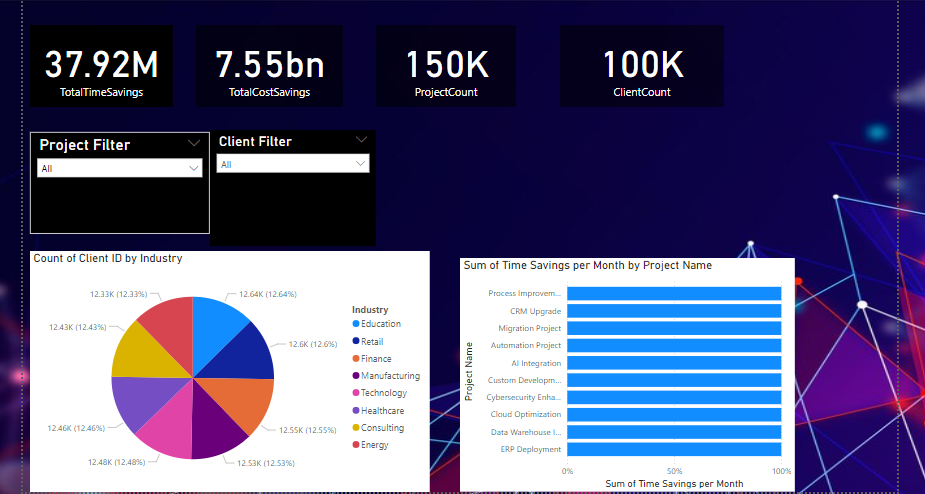 37.92M
TotalTimeSavings
7.55bn
TotalCostSavings
150K
ProjectCount
100K
ClientCount
Project Filter
All
Client Filter
All
Count of Client ID by Industry
12.33K (12.33%)
12.64K (12.64%)
12.43K (12.43%)
12.6K (12.6%)
12.46K (12.46%)
12.55K (12.55%)
12.48K (12.48%)
12.53K (12.53%)
Industry
Education
Retail
Finance
Manufacturing
Technology
Healthcare
Consulting
Energy
Sum of Time Savings per Month by Project Name
Project Name
Process Improvem...
CRM Upgrade
Migration Project
Automation Project
AI Integration
Custom Developm...
Cybersecurity Enha...
Cloud Optimization
Data Warehouse I...
ERP Deployment
0% 50% 100%
Sum of Time Savings per Month